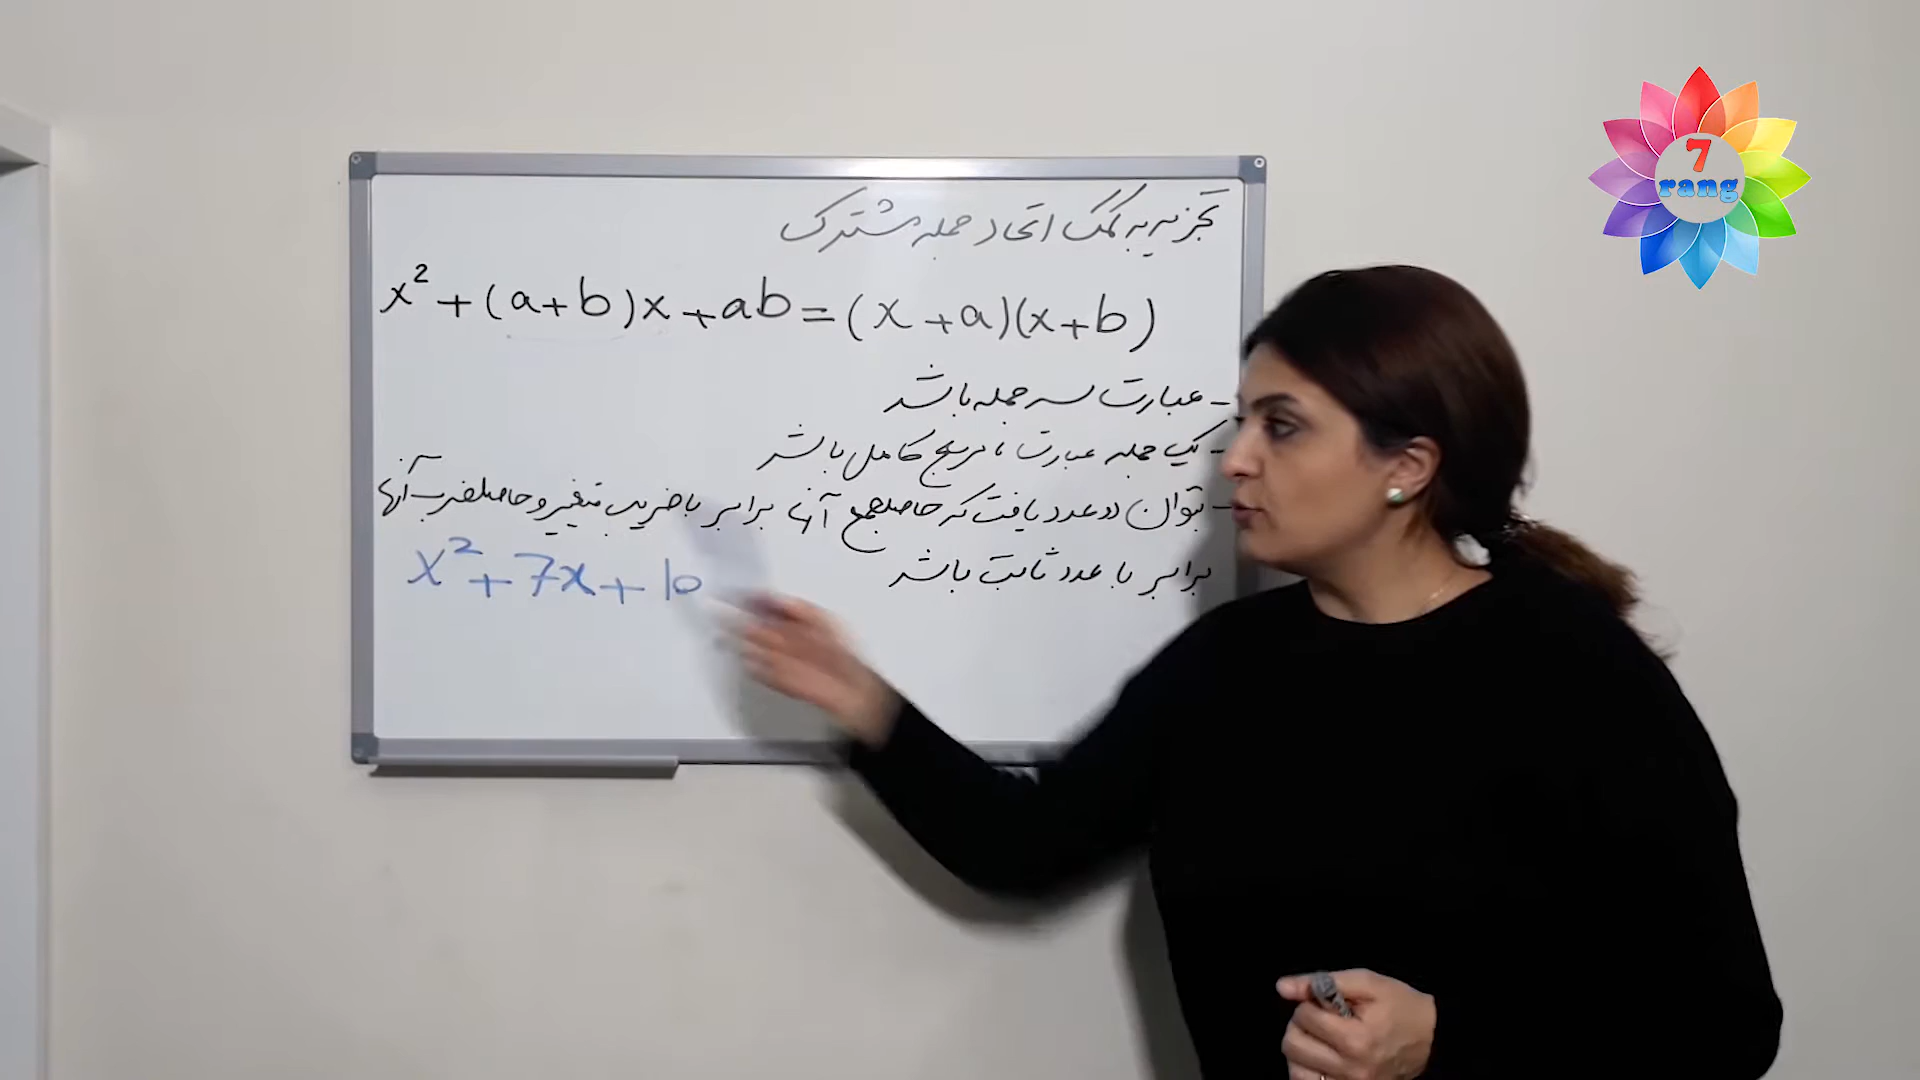 تجزیه به کمک اتحاد جمله مشترک
x² + (a+b)x + ab = (x+a)(x+b)
- عبارت سه جمله باشد
- یک جمله عبارت، مربع کامل باشد
- بتوان دو عدد یافت که حاصلجمع آنها برابر با ضریب متغیر و حاصلضرب آنها
برابر با عدد ثابت باشد
x² + 7x + 10
7
rang